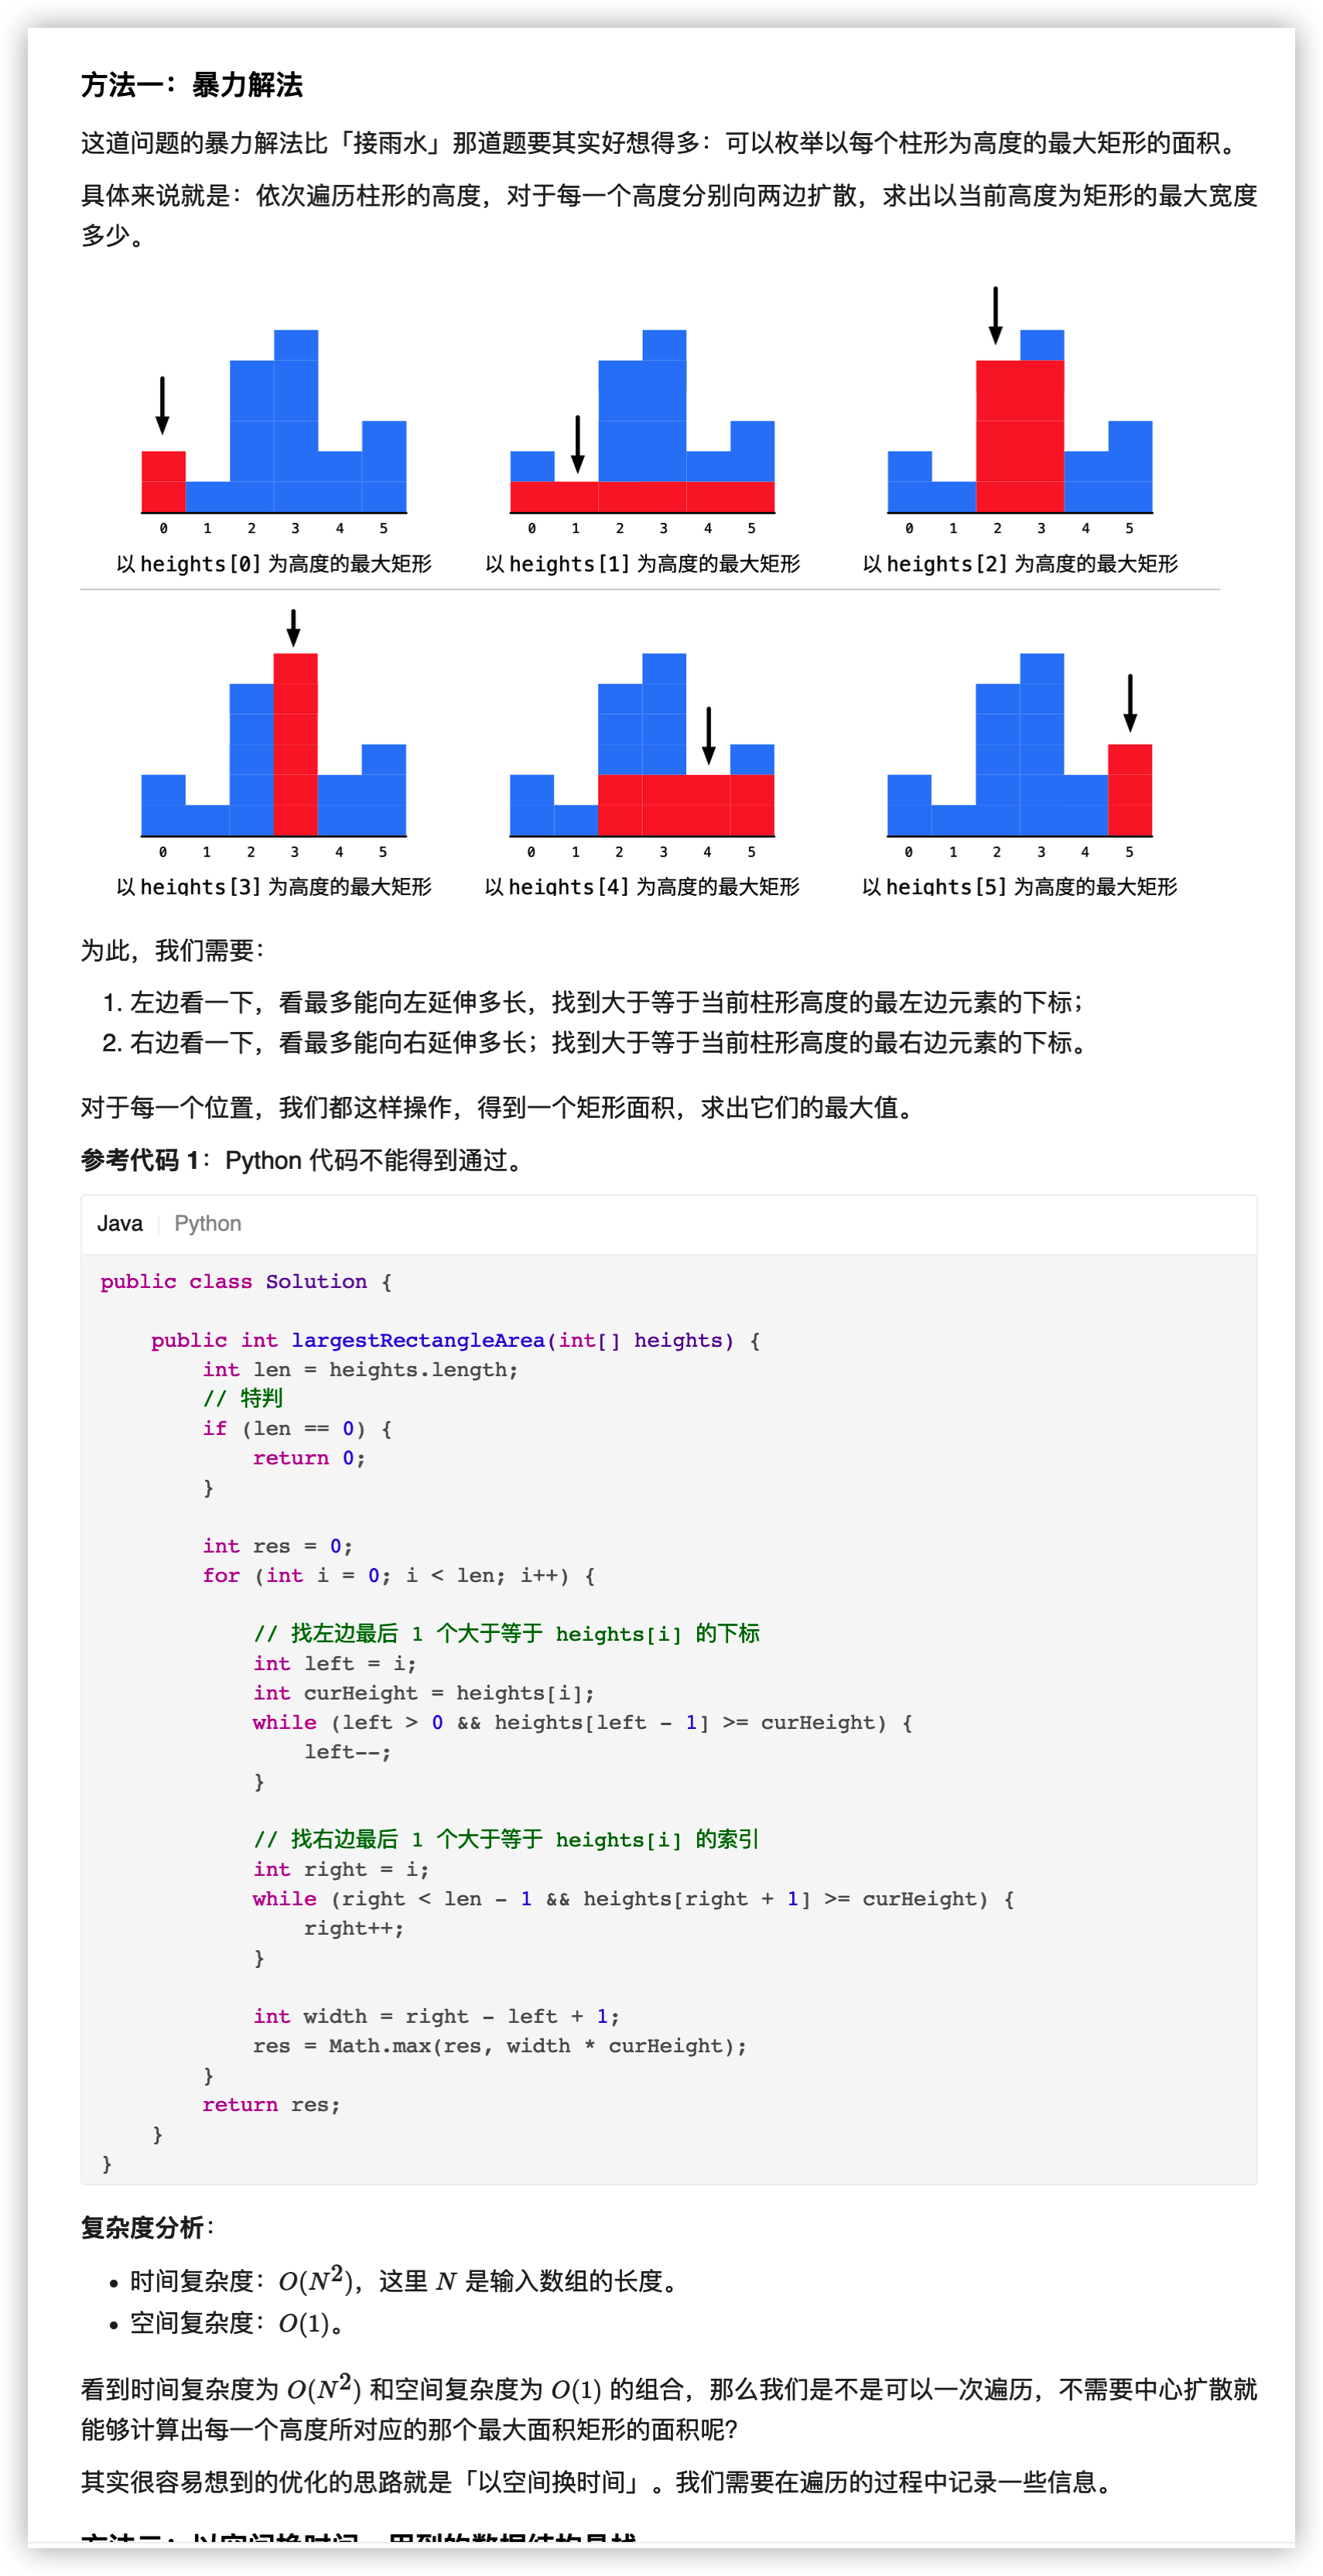 方法一：暴力解法
这道问题的暴力解法比「接雨水」那道题要其实好想得多：可以枚举以每个柱形为高度的最大矩形的面积。
具体来说就是：依次遍历柱形的高度，对于每一个高度分别向两边扩散，求出以当前高度为矩形的最大宽度
多少。
0 1 2 3 4 5
0 1 2 3 4 5
0 1 2 3 4 5
以 heights[0] 为高度的最大矩形
以 heights[1] 为高度的最大矩形
以 heights[2] 为高度的最大矩形
0 1 2 3 4 5
0 1 2 3 4 5
0 1 2 3 4 5
以 heights[3] 为高度的最大矩形
以 heights[4] 为高度的最大矩形
以 heights[5] 为高度的最大矩形
为此，我们需要：
1. 左边看一下，看最多能向左延伸多长，找到大于等于当前柱形高度的最左边元素的下标；
2. 右边看一下，看最多能向右延伸多长；找到大于等于当前柱形高度的最右边元素的下标。
对于每一个位置，我们都这样操作，得到一个矩形面积，求出它们的最大值。
参考代码 1：Python 代码不能得到通过。
Java | Python
public class Solution {
    public int largestRectangleArea(int[] heights) {
        int len = heights.length;
        // 特判
        if (len == 0) {
            return 0;
        }
        int res = 0;
        for (int i = 0; i < len; i++) {
            // 找左边最后 1 个大于等于 heights[i] 的下标
            int left = i;
            int curHeight = heights[i];
            while (left > 0 && heights[left - 1] >= curHeight) {
                left--;
            }
            // 找右边最后 1 个大于等于 heights[i] 的索引
            int right = i;
            while (right < len - 1 && heights[right + 1] >= curHeight) {
                right++;
            }
            int width = right - left + 1;
            res = Math.max(res, width * curHeight);
        }
        return res;
    }
}
复杂度分析：
• 时间复杂度：O(N²)，这里 N 是输入数组的长度。
• 空间复杂度：O(1)。
看到时间复杂度为 O(N²) 和空间复杂度为 O(1) 的组合，那么我们是不是可以一次遍历，不需要中心扩散就
能够计算出每一个高度所对应的那个最大面积矩形的面积呢？
其实很容易想到的优化的思路就是「以空间换时间」。我们需要在遍历的过程中记录一些信息。
方法二：以空间换时间，用到的数据结构是栈